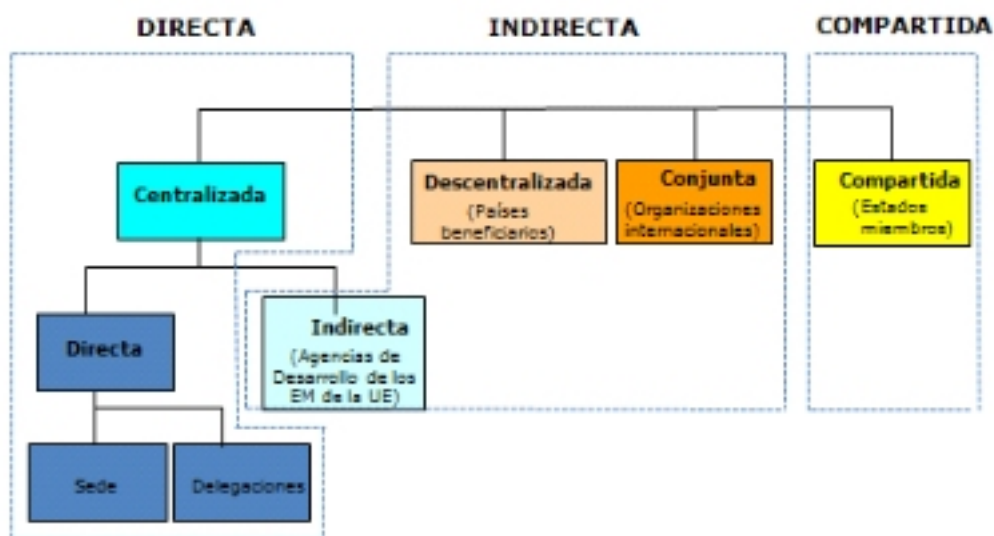 DIRECTA
INDIRECTA
COMPARTIDA
Centralizada
Descentralizada
(Países
beneficiarios)
Conjunta
(Organizaciones
internacionales)
Compartida
(Estados
miembros)
Directa
Indirecta
(Agencias de
Desarrollo de los
EM de la UE)
Sede
Delegaciones